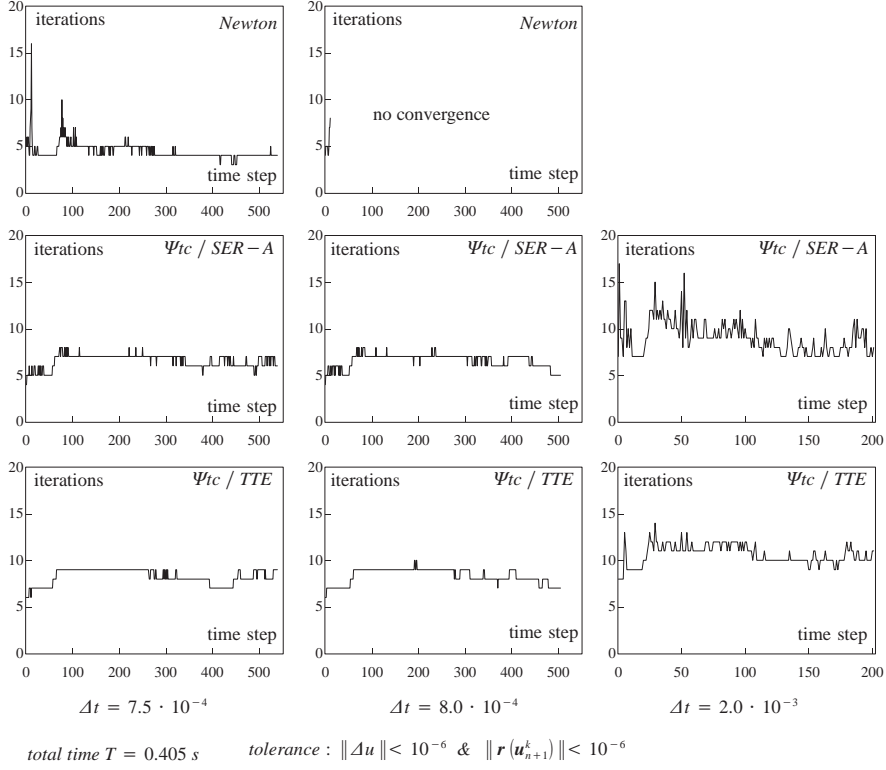 iterations
Newton
20
15
10
5
0
time step
0 100 200 300 400 500
iterations
Newton
20
15
10
5
0
no convergence
time step
0 100 200 300 400 500
iterations
Ψtc / SER – A
20
15
10
5
0
time step
0 100 200 300 400 500
iterations
Ψtc / SER – A
20
15
10
5
0
time step
0 100 200 300 400 500
iterations
Ψtc / SER – A
20
15
10
5
0
time step
0 50 100 150 200
iterations
Ψtc / TTE
20
15
10
5
0
time step
0 100 200 300 400 500
iterations
Ψtc / TTE
20
15
10
5
0
time step
0 100 200 300 400 500
iterations
Ψtc / TTE
20
15
10
5
0
time step
0 50 100 150 200
Δt = 7.5 · 10⁻⁴
Δt = 8.0 · 10⁻⁴
Δt = 2.0 · 10⁻³
total time T = 0.405 s
tolerance : ‖Δu‖ < 10⁻⁶ & ‖r(uᵏₙ₊₁)‖ < 10⁻⁶